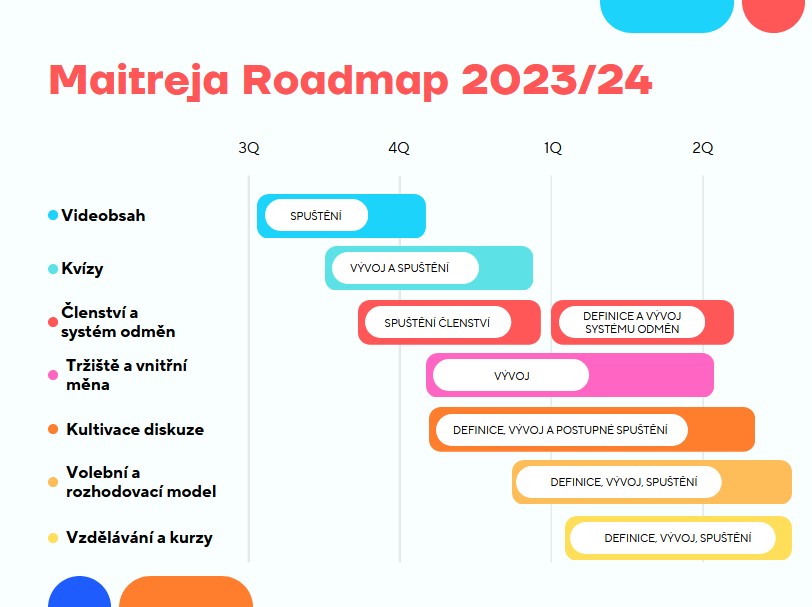 Maitreja Roadmap 2023/24
3Q 4Q 1Q 2Q
Videobsah
SPUŠTĚNÍ
Kvízy
VÝVOJ A SPUŠTĚNÍ
Členství a
systém odměn
SPUŠTĚNÍ ČLENSTVÍ
DEFINICE A VÝVOJ
SYSTÉMU ODMĚN
Tržiště a vnitřní
měna
VÝVOJ
Kultivace diskuze
DEFINICE, VÝVOJ A POSTUPNÉ SPUŠTĚNÍ
Volební a
rozhodovací model
DEFINICE, VÝVOJ, SPUŠTĚNÍ
Vzdělávání a kurzy
DEFINICE, VÝVOJ, SPUŠTĚNÍ